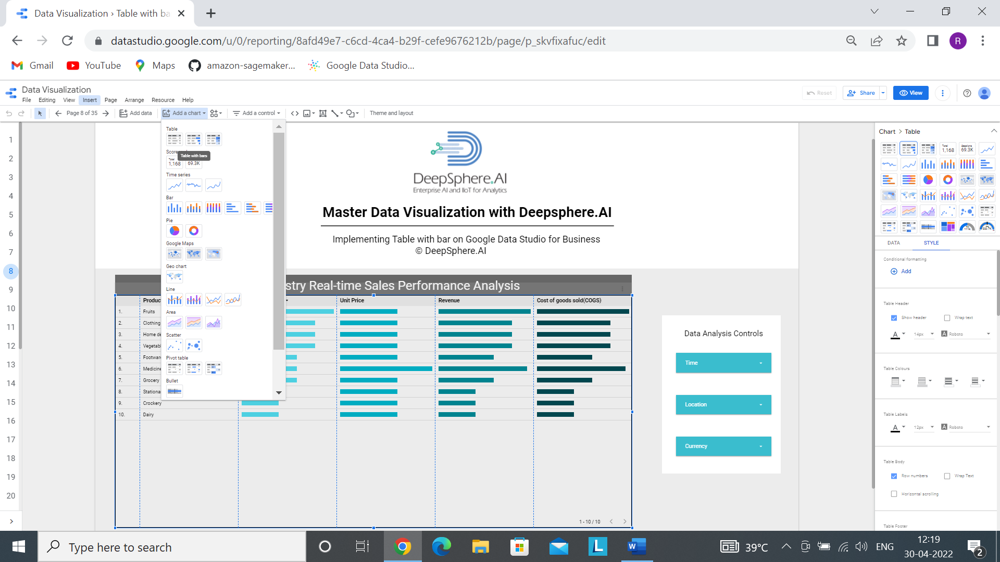 Data Visualization › Table with ba
datastudio.google.com/u/0/reporting/8afd49e7-c6cd-4ca4-b29f-cefe9676212b/page/p_skvfixafuc/edit
R
Gmail YouTube Maps amazon-sagemaker... Google Data Studio...
Data Visualization
File Editing View Insert Page Arrange Resource Help
Reset Share View
Page 8 of 35 Add data Add a chart Add a control Theme and layout
1
2
3
4
5
6
7
8
9
10
11
12
13
14
15
16
17
18
19
20
Table
Table with bars
Total
1,168 69.3K
Time series
Bar
Pie
Google Maps
Geo chart
Line
Area
Scatter
Pivot table
Bullet
DeepSphere.AI
Enterprise AI and IIoT for Analytics
Master Data Visualization with Deepsphere.AI
Implementing Table with bar on Google Data Studio for Business
© DeepSphere.AI
stry Real-time Sales Performance Analysis
Produc Unit Price Revenue Cost of goods sold(COGS)
1. Fruits
2. Clothing
3. Home de
4. Vegetabl
5. Footware
6. Medicine
7. Grocery
8. Stationa
9. Crockery
10. Dairy
1 - 10 / 10
Data Analysis Controls
Time
Location
Currency
Chart > Table
Total
1,168
Sessions
69.3K
DATA STYLE
Conditional formatting
Add
Table Header
Show header Wrap text
A 14px A Roboto
Table Colours
Table Labels
A 12px A Roboto
Table Body
Row numbers Wrap Text
Horizontal scrolling
Table Footer
Type here to search
L
W
39°C ENG
12:19
30-04-2022
2